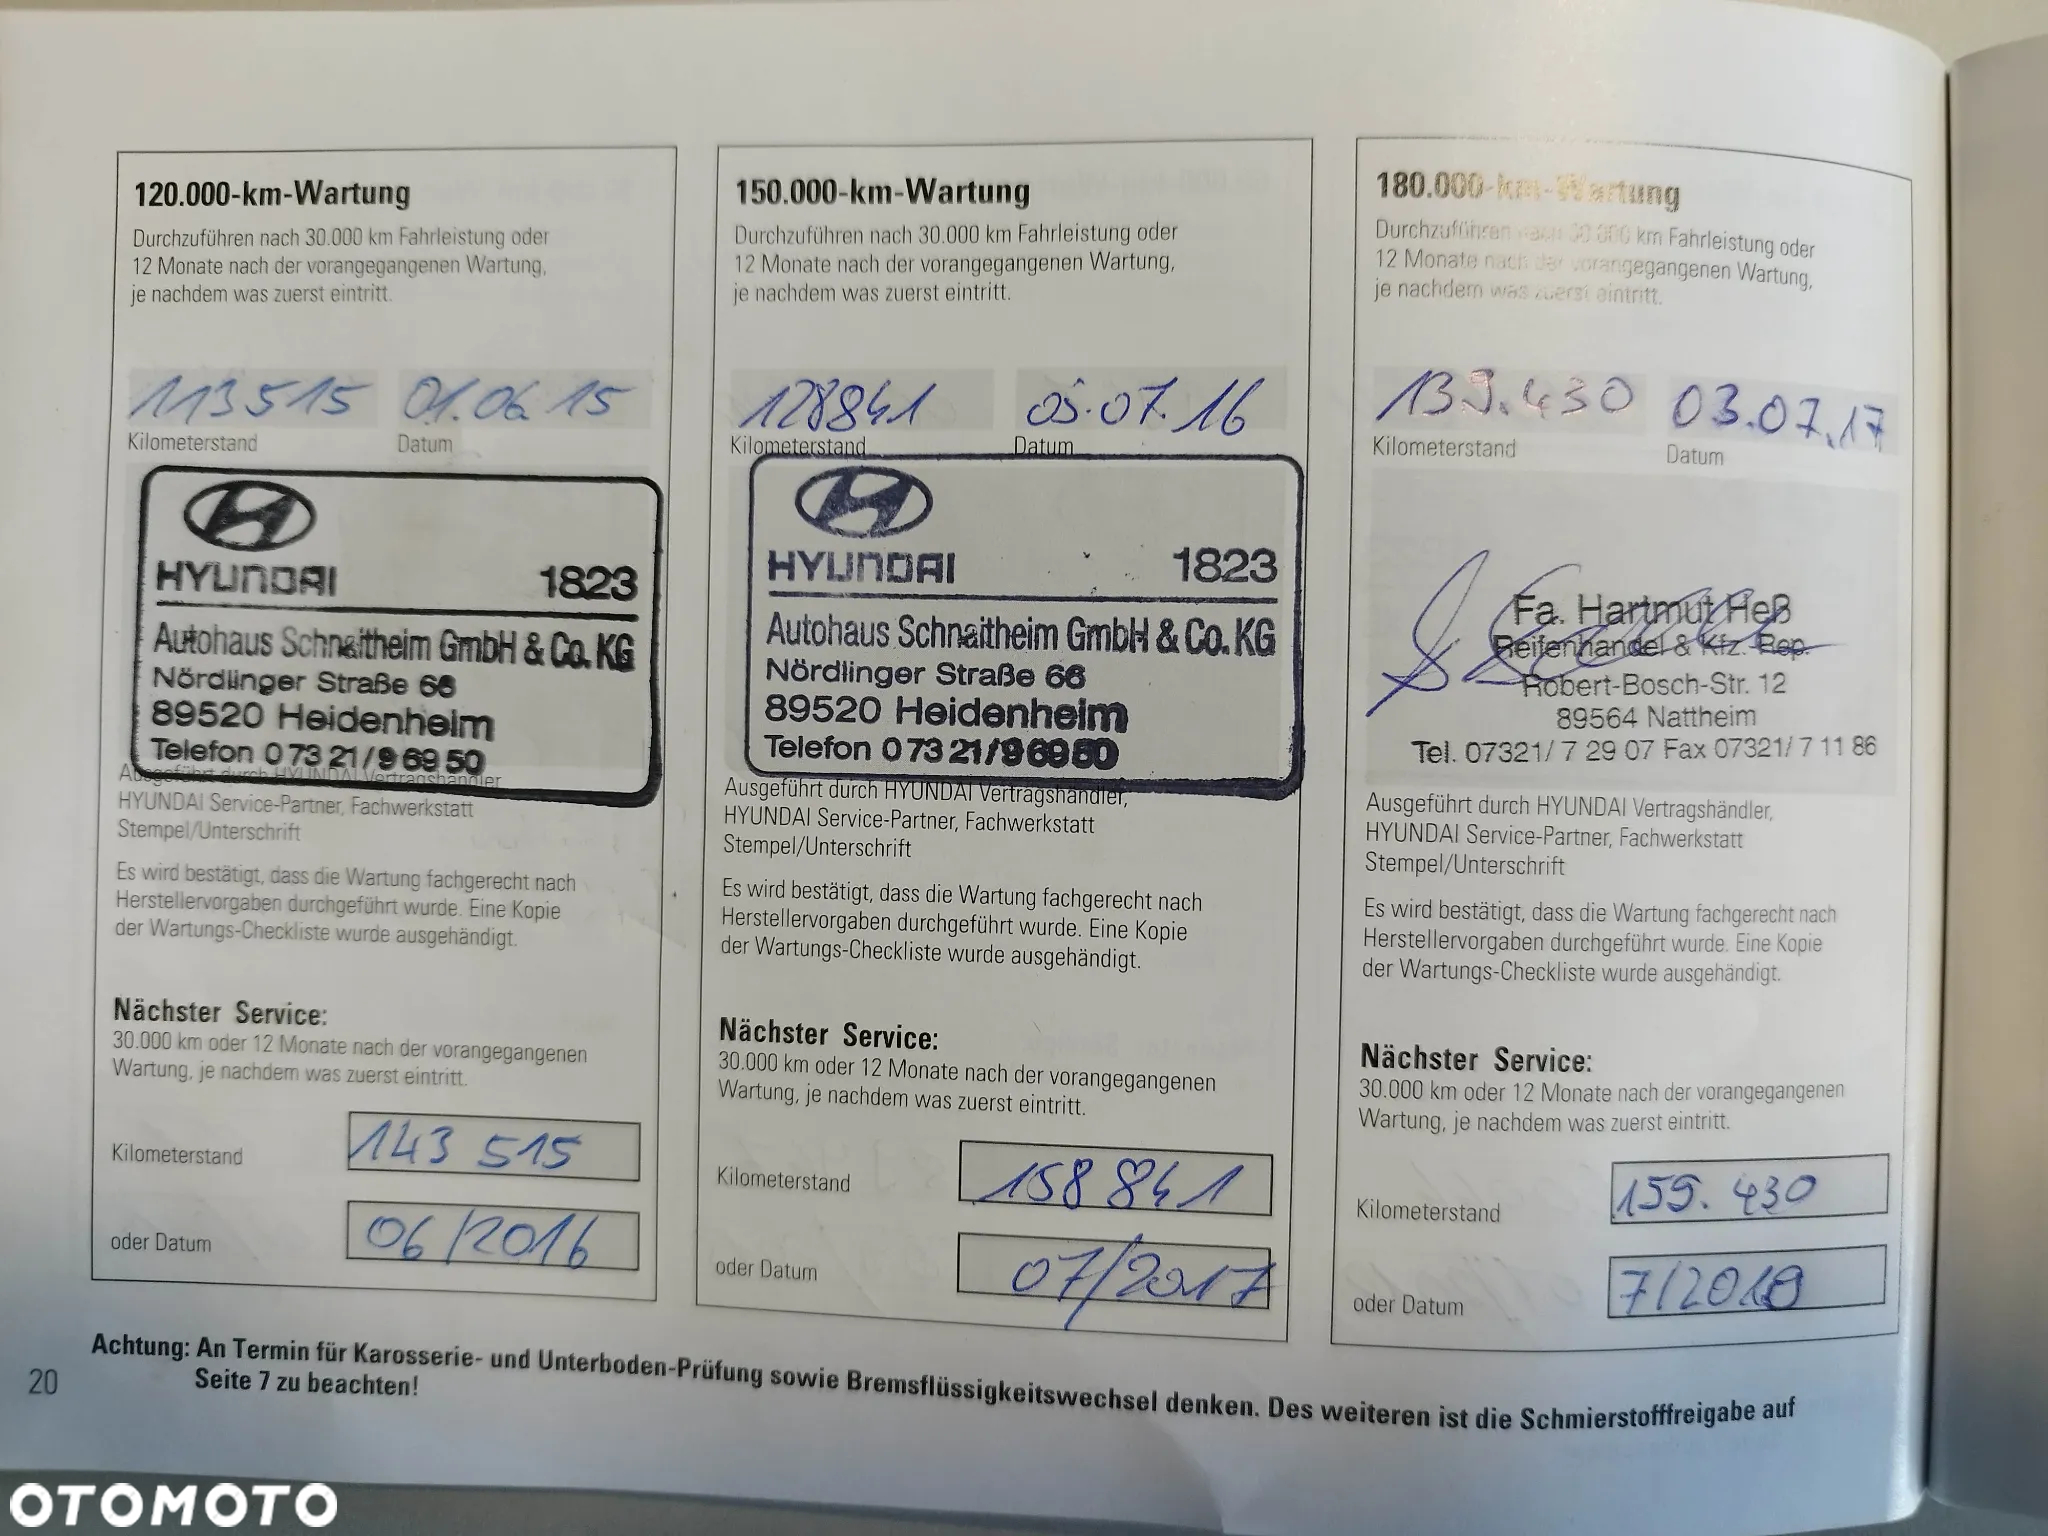 120.000-km-Wartung
Durchzuführen nach 30.000 km Fahrleistung oder
12 Monate nach der vorangegangenen Wartung,
je nachdem was zuerst eintritt.
113515 01.06.15
Kilometerstand Datum
HYUNDAI 1823
Autohaus Schnaitheim GmbH & Co. KG
Nördlinger Straße 66
89520 Heidenheim
Telefon 0 73 21/9 69 50
Ausgeführt durch HYUNDAI Vertragshändler
HYUNDAI Service-Partner, Fachwerkstatt
Stempel/Unterschrift
Es wird bestätigt, dass die Wartung fachgerecht nach
Herstellervorgaben durchgeführt wurde. Eine Kopie
der Wartungs-Checkliste wurde ausgehändigt.
Nächster Service:
30.000 km oder 12 Monate nach der vorangegangenen
Wartung, je nachdem was zuerst eintritt.
Kilometerstand 143 515
oder Datum 06/2016
150.000-km-Wartung
Durchzuführen nach 30.000 km Fahrleistung oder
12 Monate nach der vorangegangenen Wartung,
je nachdem was zuerst eintritt.
128841 05.07.16
Kilometerstand Datum
HYUNDAI 1823
Autohaus Schnaitheim GmbH & Co. KG
Nördlinger Straße 66
89520 Heidenheim
Telefon 0 73 21/9 69 50
Ausgeführt durch HYUNDAI Vertragshändler,
HYUNDAI Service-Partner, Fachwerkstatt
Stempel/Unterschrift
Es wird bestätigt, dass die Wartung fachgerecht nach
Herstellervorgaben durchgeführt wurde. Eine Kopie
der Wartungs-Checkliste wurde ausgehändigt.
Nächster Service:
30.000 km oder 12 Monate nach der vorangegangenen
Wartung, je nachdem was zuerst eintritt.
Kilometerstand 158 841
oder Datum 07/2017
180.000-km-Wartung
Durchzuführen nach 30.000 km Fahrleistung oder
12 Monate nach der vorangegangenen Wartung,
je nachdem was zuerst eintritt.
139.430 03.07.17
Kilometerstand Datum
Fa. Hartmut Heß
Reifenhandel & Kfz.-Rep.
Robert-Bosch-Str. 12
89564 Nattheim
Tel. 07321/ 7 29 07 Fax 07321/ 7 11 86
Ausgeführt durch HYUNDAI Vertragshändler,
HYUNDAI Service-Partner, Fachwerkstatt
Stempel/Unterschrift
Es wird bestätigt, dass die Wartung fachgerecht nach
Herstellervorgaben durchgeführt wurde. Eine Kopie
der Wartungs-Checkliste wurde ausgehändigt.
Nächster Service:
30.000 km oder 12 Monate nach der vorangegangenen
Wartung, je nachdem was zuerst eintritt.
Kilometerstand 159.430
oder Datum 7/2018
Achtung: An Termin für Karosserie- und Unterboden-Prüfung sowie Bremsflüssigkeitswechsel denken. Des weiteren ist die Schmierstofffreigabe auf
Seite 7 zu beachten!
20
OTOMOTO